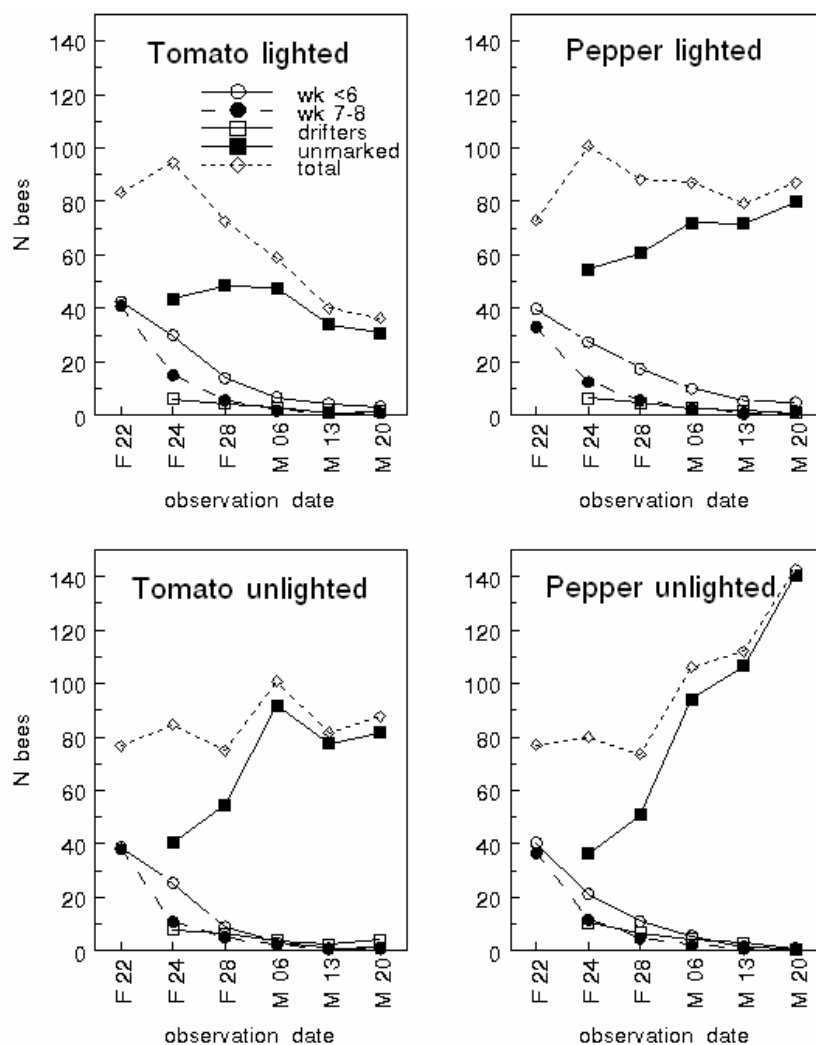 Tomato lighted
wk <6
wk 7-8
drifters
unmarked
total
N bees
140
120
100
80
60
40
20
0
F 22
F 24
F 28
M 06
M 13
M 20
observation date
Pepper lighted
140
120
100
80
60
40
20
0
F 22
F 24
F 28
M 06
M 13
M 20
observation date
Tomato unlighted
N bees
140
120
100
80
60
40
20
0
F 22
F 24
F 28
M 06
M 13
M 20
observation date
Pepper unlighted
140
120
100
80
60
40
20
0
F 22
F 24
F 28
M 06
M 13
M 20
observation date